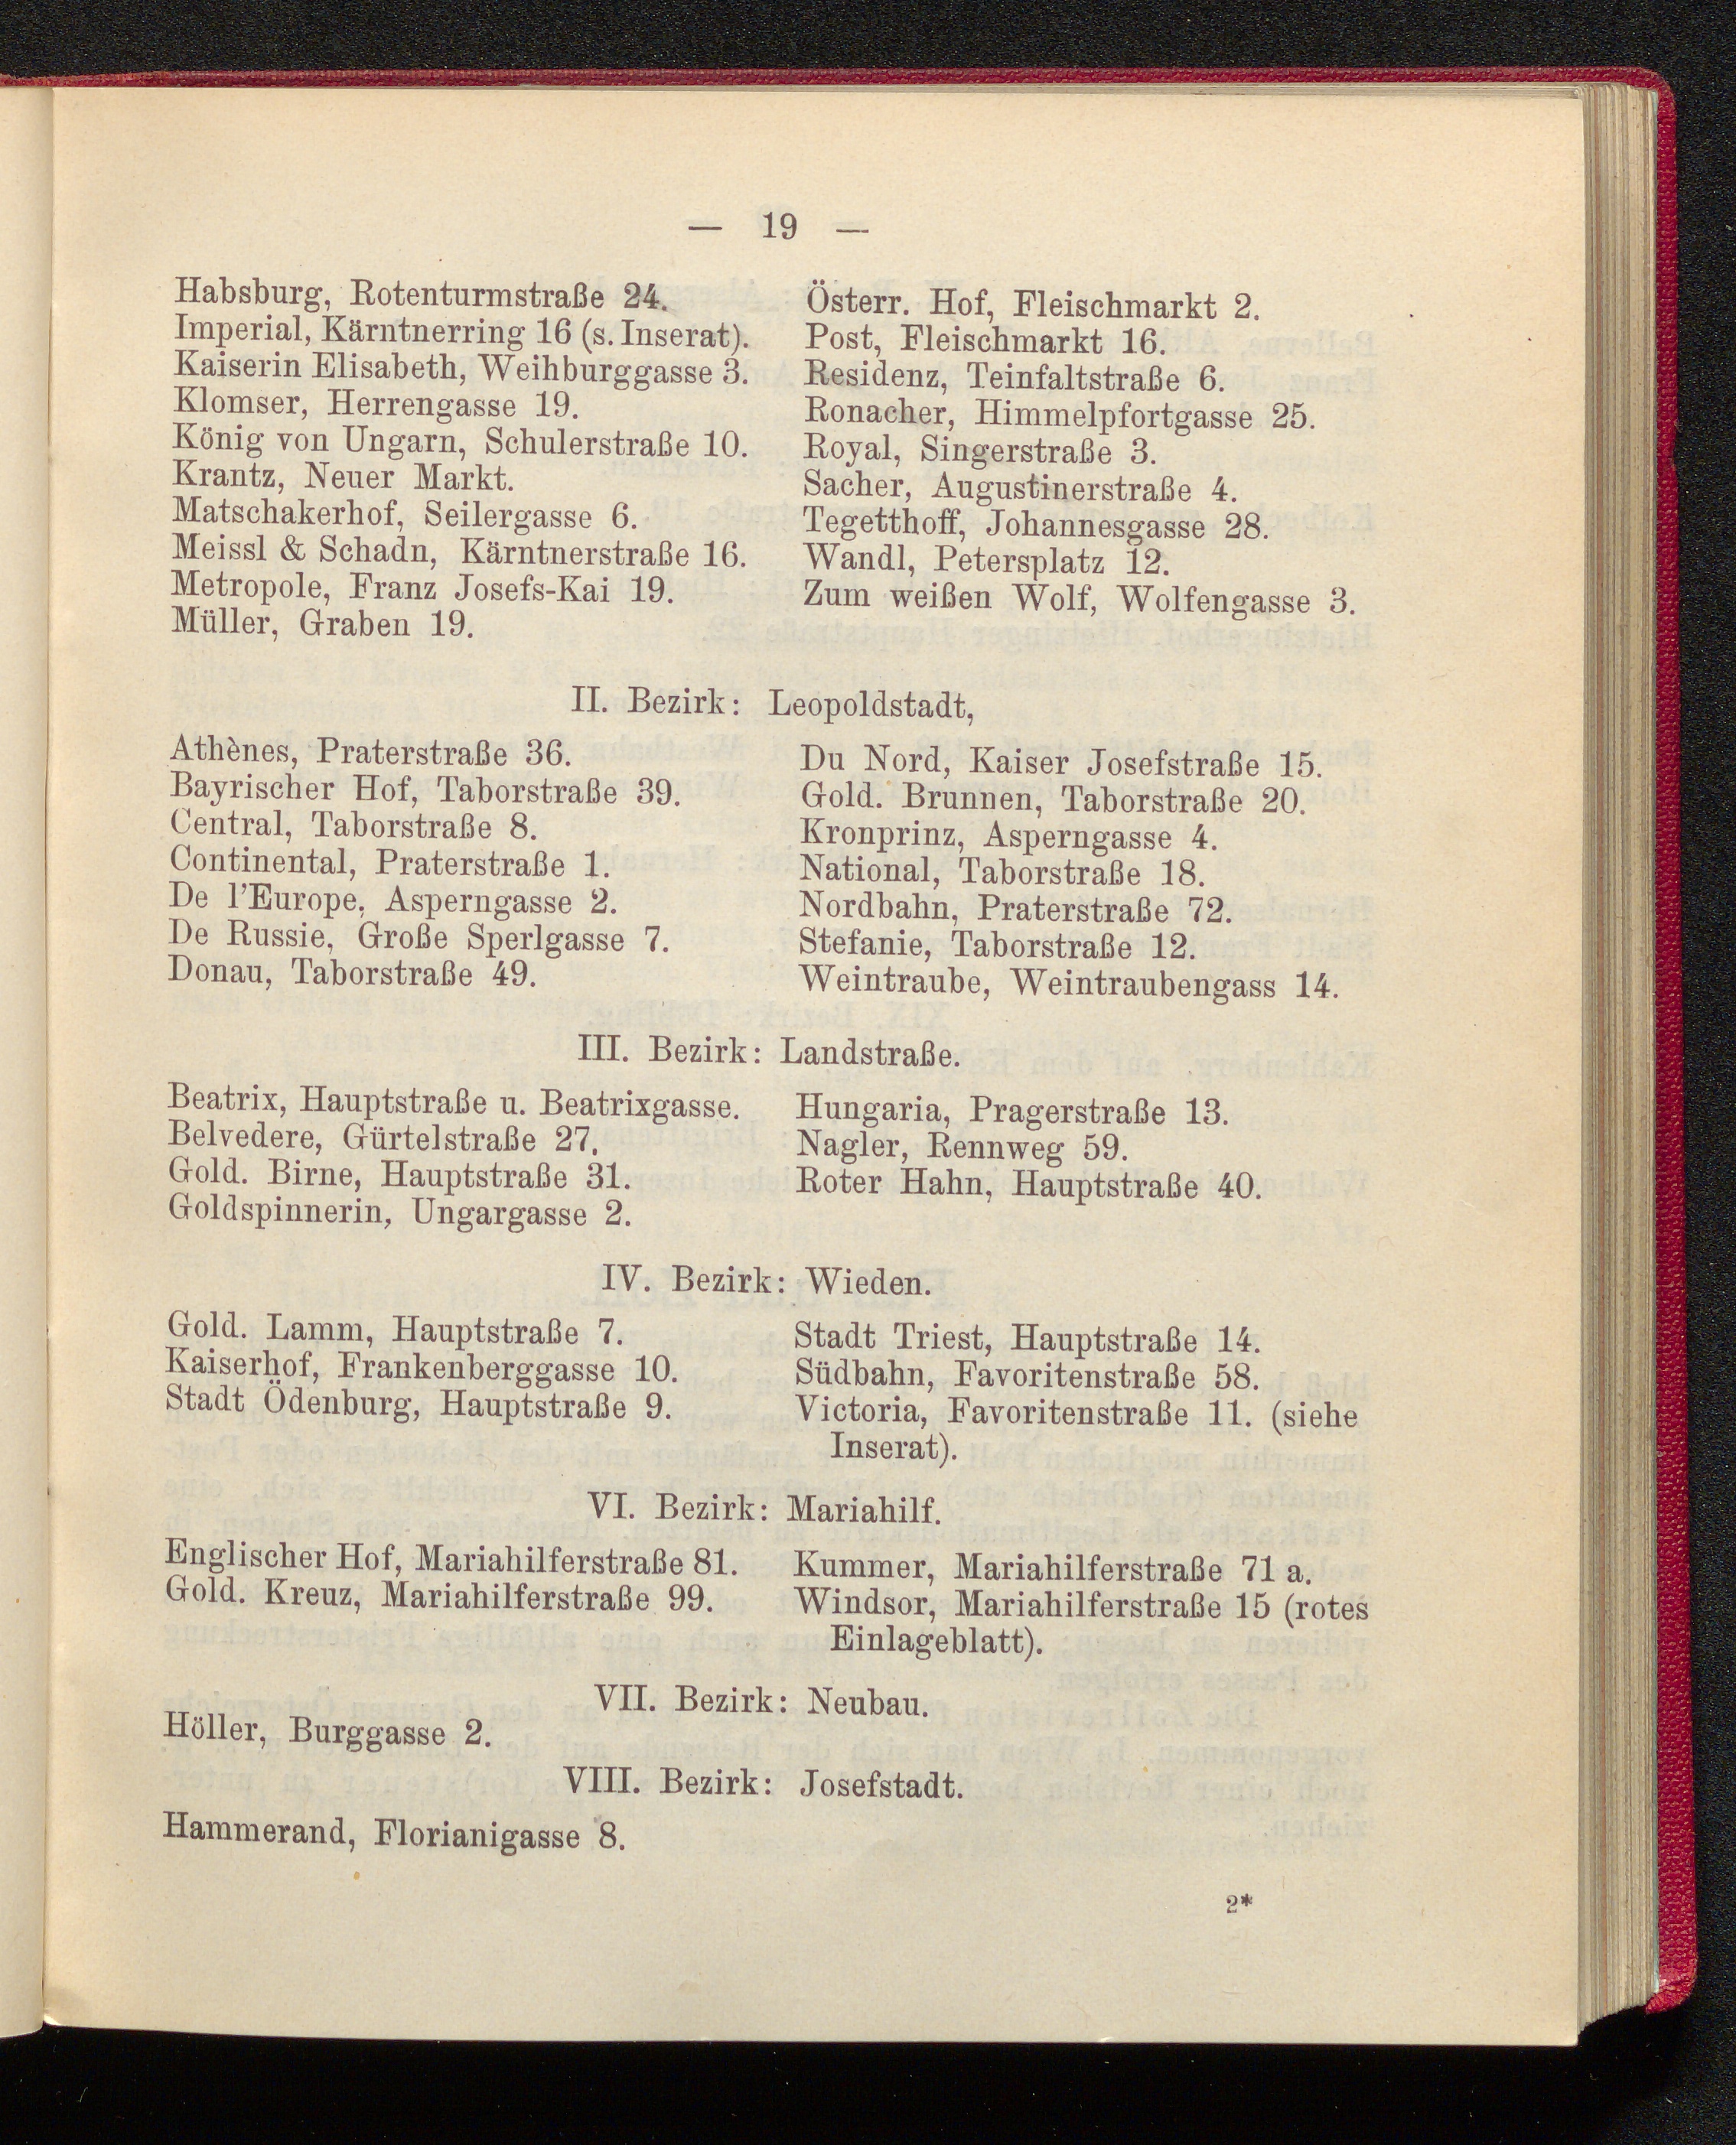 — 19 —
Habsburg, Rotenturmstraße 24.
Imperial, Kärntnerring 16 (s. Inserat).
Kaiserin Elisabeth, Weihburggasse 3.
Klomser, Herrengasse 19.
König von Ungarn, Schulerstraße 10.
Krantz, Neuer Markt.
Matschakerhof, Seilergasse 6.
Meissl & Schadn, Kärntnerstraße 16.
Metropole, Franz Josefs-Kai 19.
Müller, Graben 19.
Österr. Hof, Fleischmarkt 2.
Post, Fleischmarkt 16.
Residenz, Teinfaltstraße 6.
Ronacher, Himmelpfortgasse 25.
Royal, Singerstraße 3.
Sacher, Augustinerstraße 4.
Tegetthoff, Johannesgasse 28.
Wandl, Petersplatz 12.
Zum weißen Wolf, Wolfengasse 3.
II. Bezirk: Leopoldstadt,
Athènes, Praterstraße 36.
Bayrischer Hof, Taborstraße 39.
Central, Taborstraße 8.
Continental, Praterstraße 1.
De l'Europe, Asperngasse 2.
De Russie, Große Sperlgasse 7.
Donau, Taborstraße 49.
Du Nord, Kaiser Josefstraße 15.
Gold. Brunnen, Taborstraße 20.
Kronprinz, Asperngasse 4.
National, Taborstraße 18.
Nordbahn, Praterstraße 72.
Stefanie, Taborstraße 12.
Weintraube, Weintraubengass 14.
III. Bezirk: Landstraße.
Beatrix, Hauptstraße u. Beatrixgasse.
Belvedere, Gürtelstraße 27.
Gold. Birne, Hauptstraße 31.
Goldspinnerin, Ungargasse 2.
Hungaria, Pragerstraße 13.
Nagler, Rennweg 59.
Roter Hahn, Hauptstraße 40.
IV. Bezirk: Wieden.
Gold. Lamm, Hauptstraße 7.
Kaiserhof, Frankenberggasse 10.
Stadt Ödenburg, Hauptstraße 9.
Stadt Triest, Hauptstraße 14.
Südbahn, Favoritenstraße 58.
Victoria, Favoritenstraße 11. (siehe
Inserat).
VI. Bezirk: Mariahilf.
Englischer Hof, Mariahilferstraße 81.
Gold. Kreuz, Mariahilferstraße 99.
Kummer, Mariahilferstraße 71 a.
Windsor, Mariahilferstraße 15 (rotes
Einlageblatt).
VII. Bezirk: Neubau.
Höller, Burggasse 2.
VIII. Bezirk: Josefstadt.
Hammerand, Florianigasse 8.
2*